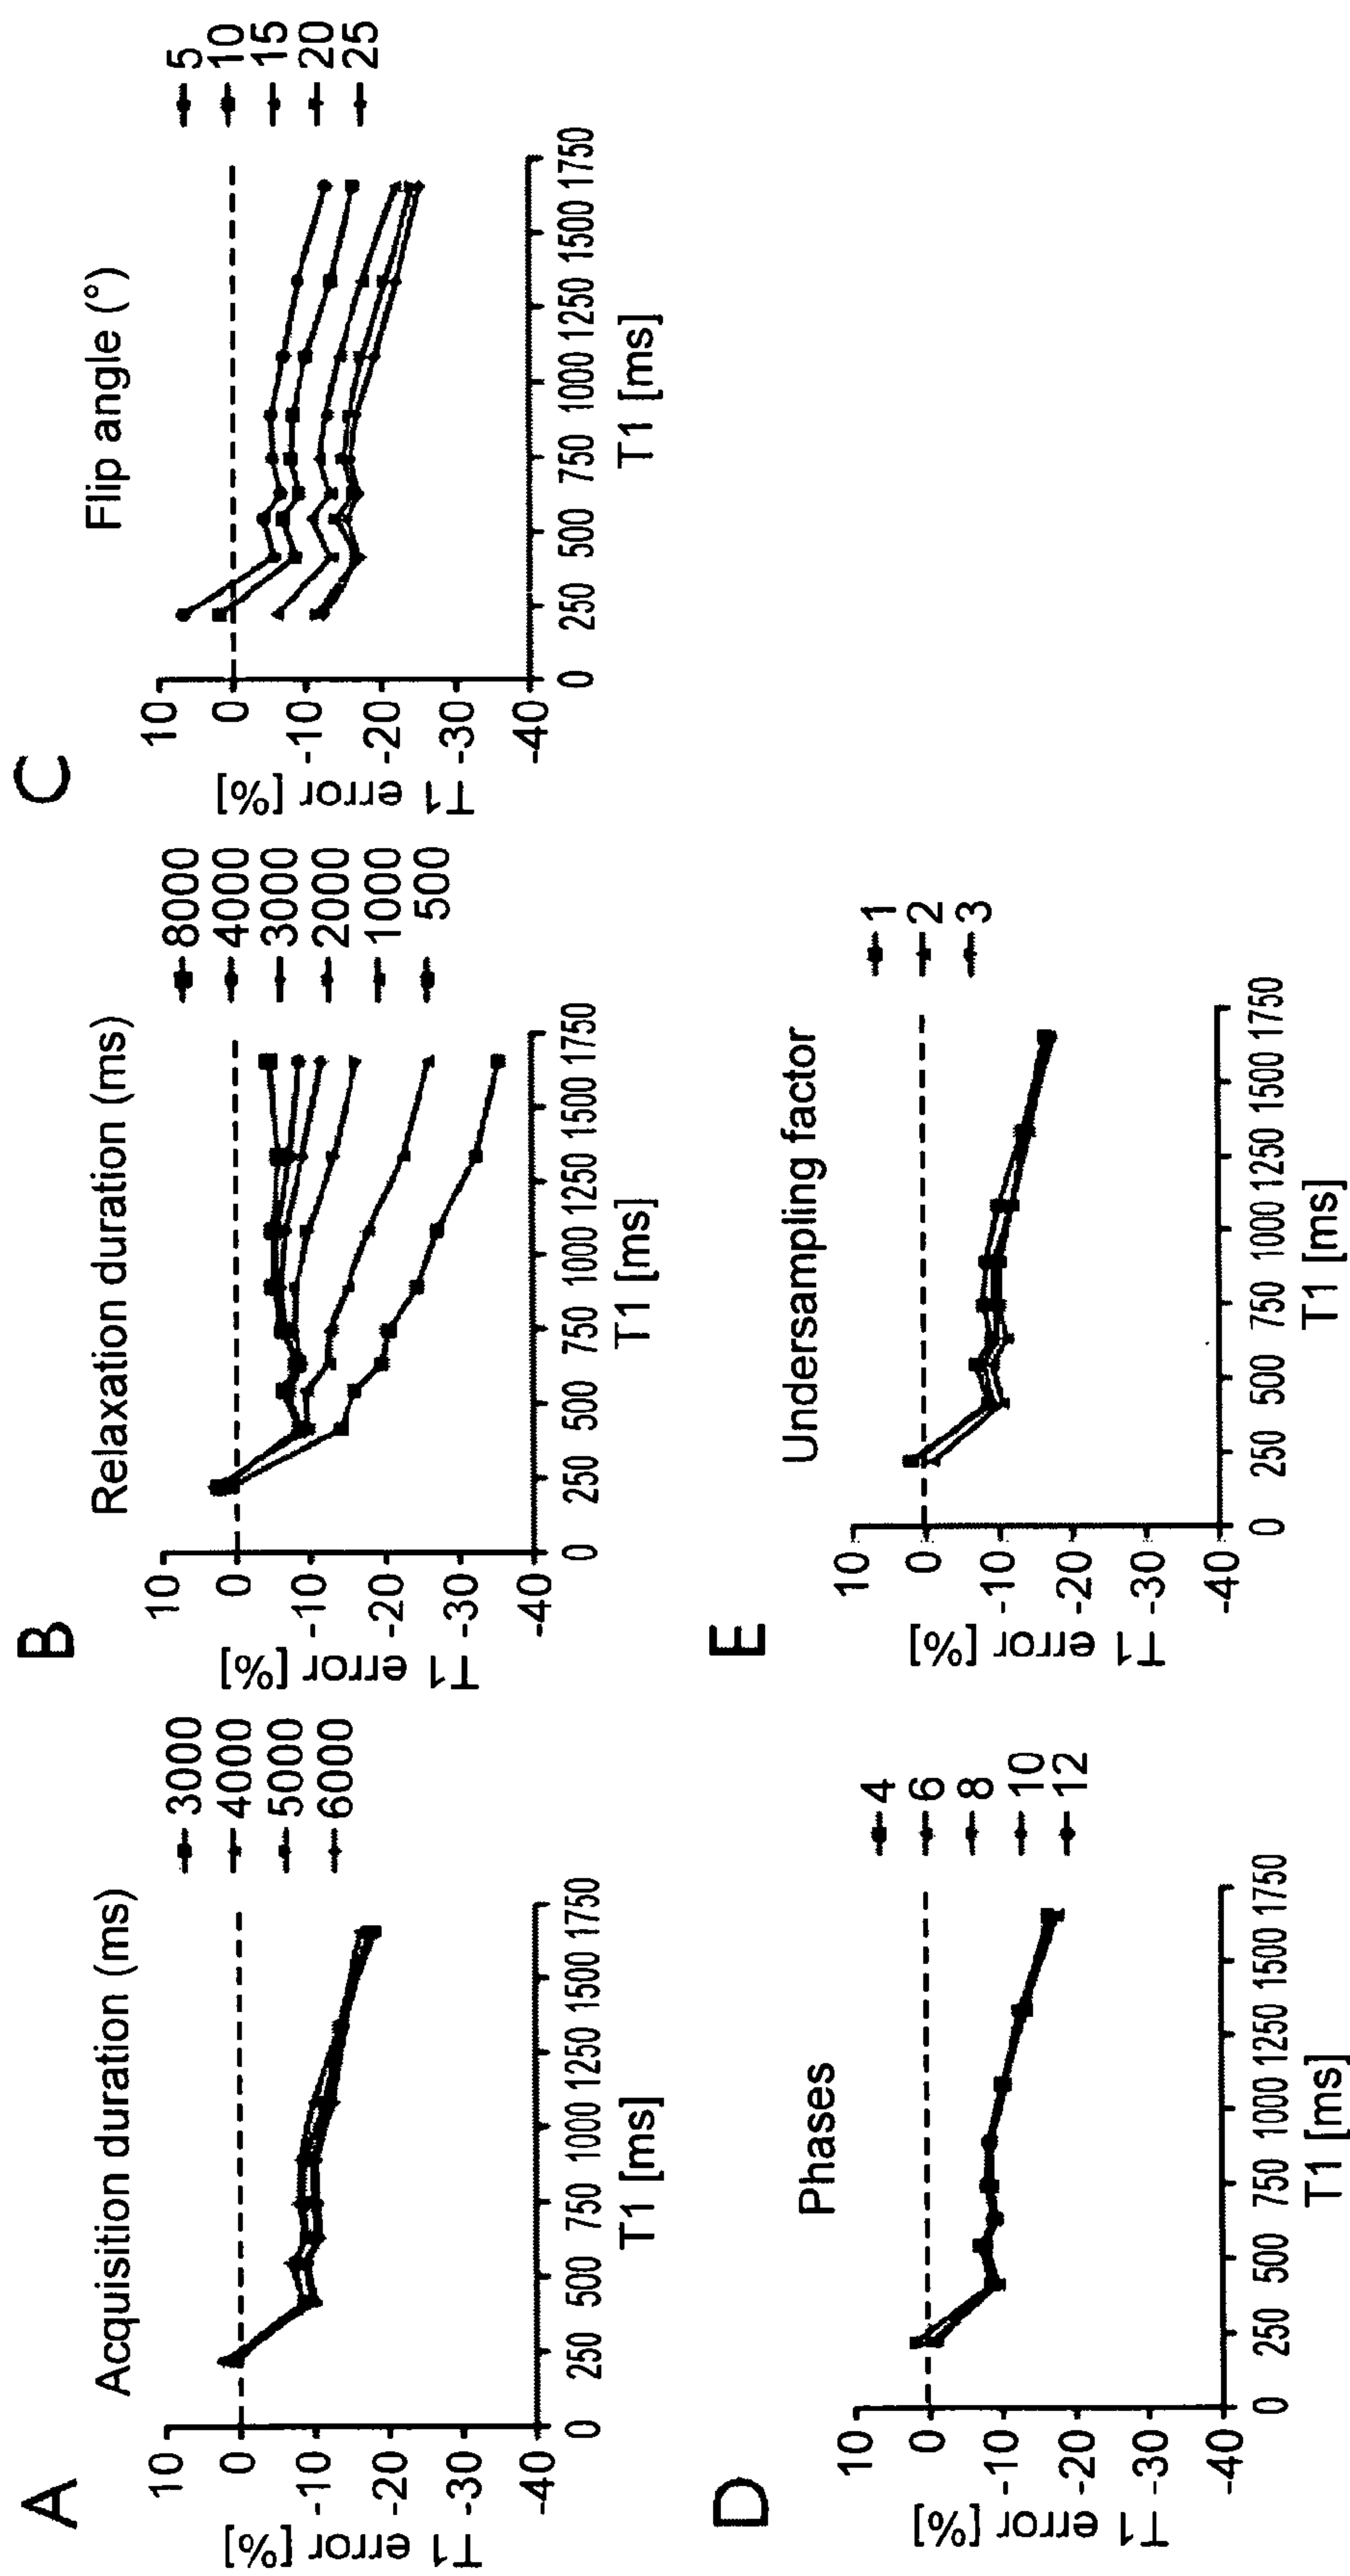 A
Acquisition duration (ms)
T1 error [%]
10
0
-10
-20
-30
-40
0 250 500 750 1000 1250 1500 1750
T1 [ms]
3000
4000
5000
6000
B
Relaxation duration (ms)
T1 error [%]
10
0
-10
-20
-30
-40
0 250 500 750 1000 1250 1500 1750
T1 [ms]
8000
4000
3000
2000
1000
500
C
Flip angle (°)
T1 error [%]
10
0
-10
-20
-30
-40
0 250 500 750 1000 1250 1500 1750
T1 [ms]
5
10
15
20
25
D
Phases
T1 error [%]
10
0
-10
-20
-30
-40
0 250 500 750 1000 1250 1500 1750
T1 [ms]
4
6
8
10
12
E
Undersampling factor
T1 error [%]
10
0
-10
-20
-30
-40
0 250 500 750 1000 1250 1500 1750
T1 [ms]
1
2
3